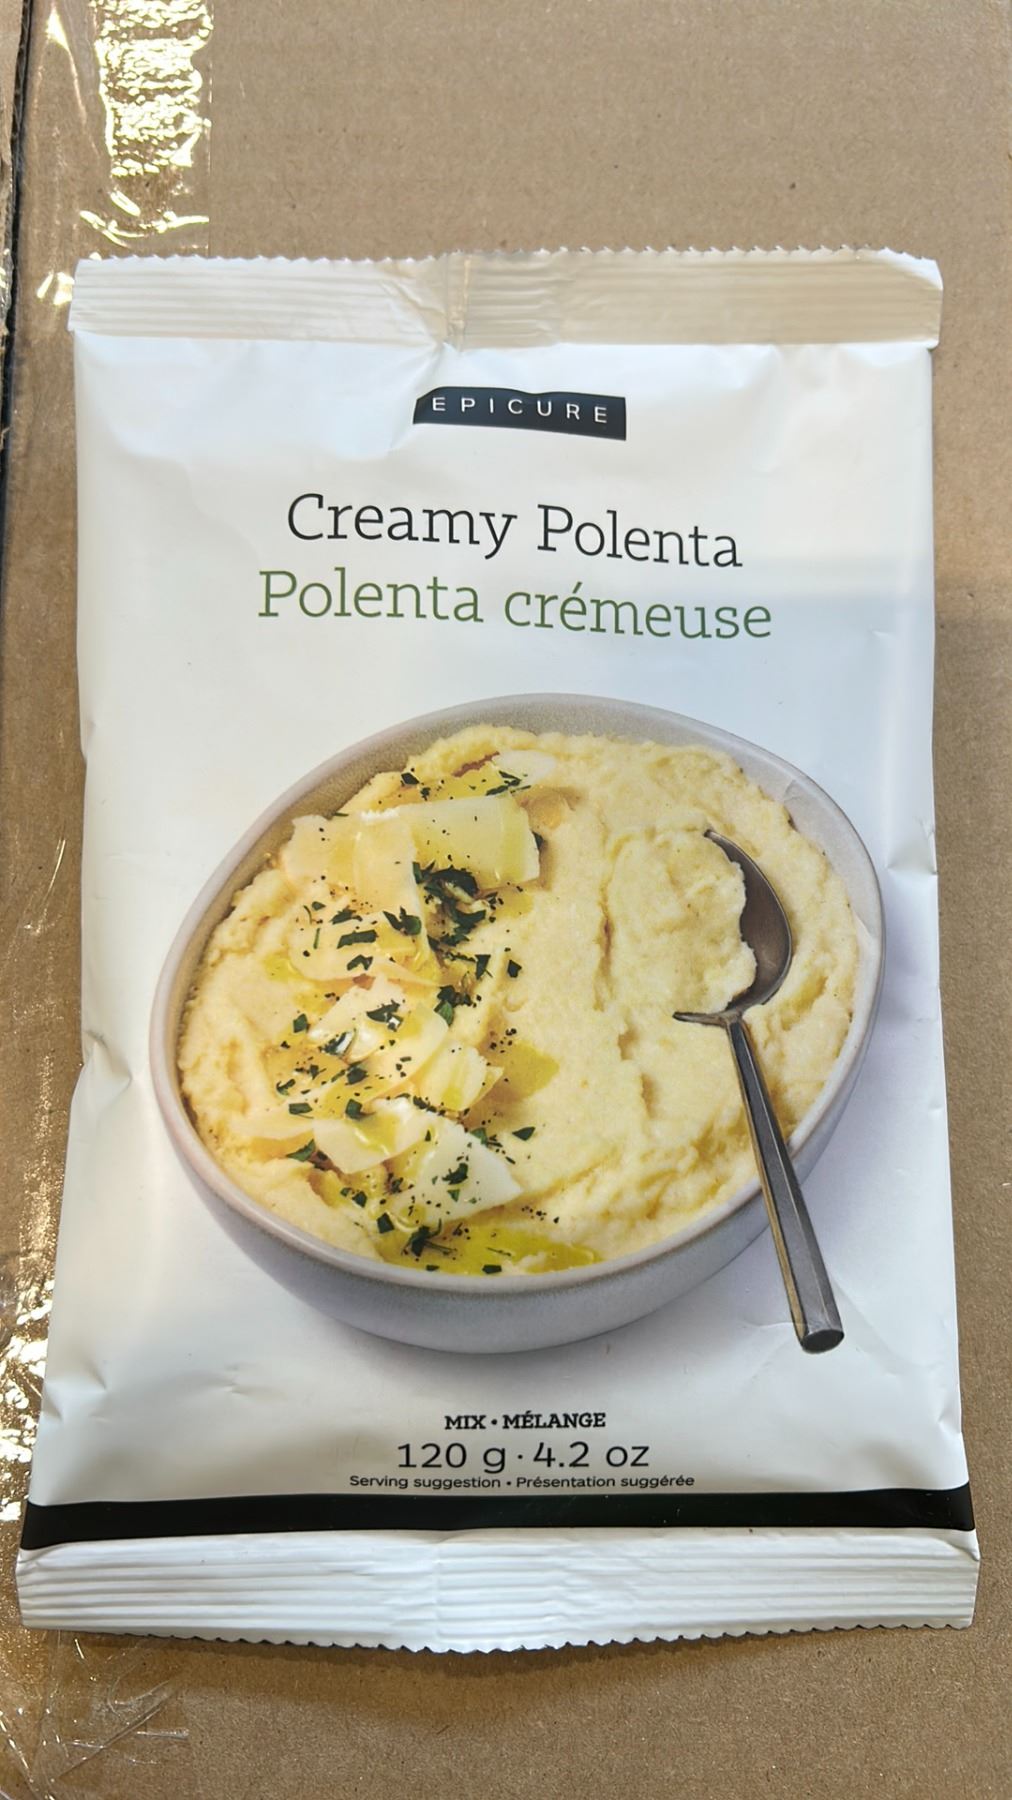 EPICURE
Creamy Polenta
Polenta crémeuse
MIX • MÉLANGE
120 g · 4.2 oz
Serving suggestion • Présentation suggérée